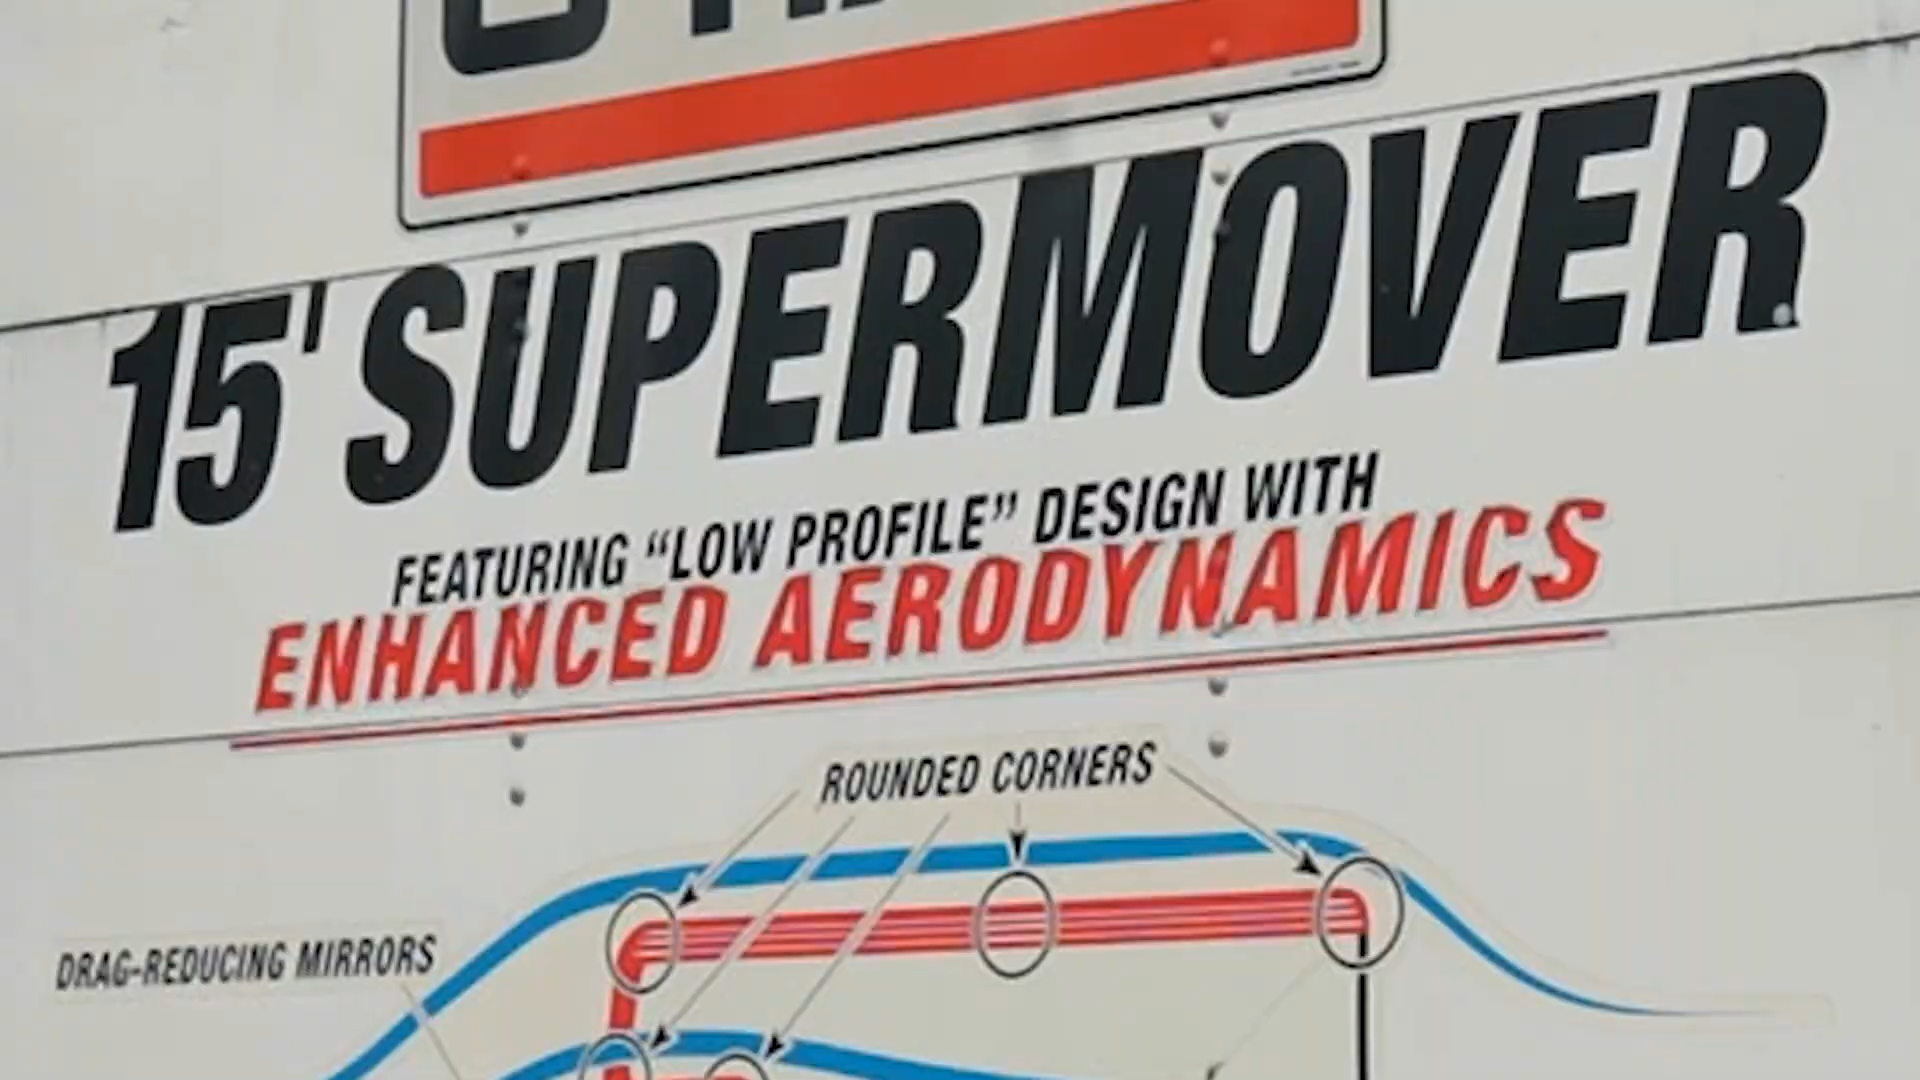 15' SUPERMOVER
FEATURING “LOW PROFILE” DESIGN WITH
ENHANCED AERODYNAMICS
ROUNDED CORNERS
DRAG-REDUCING MIRRORS